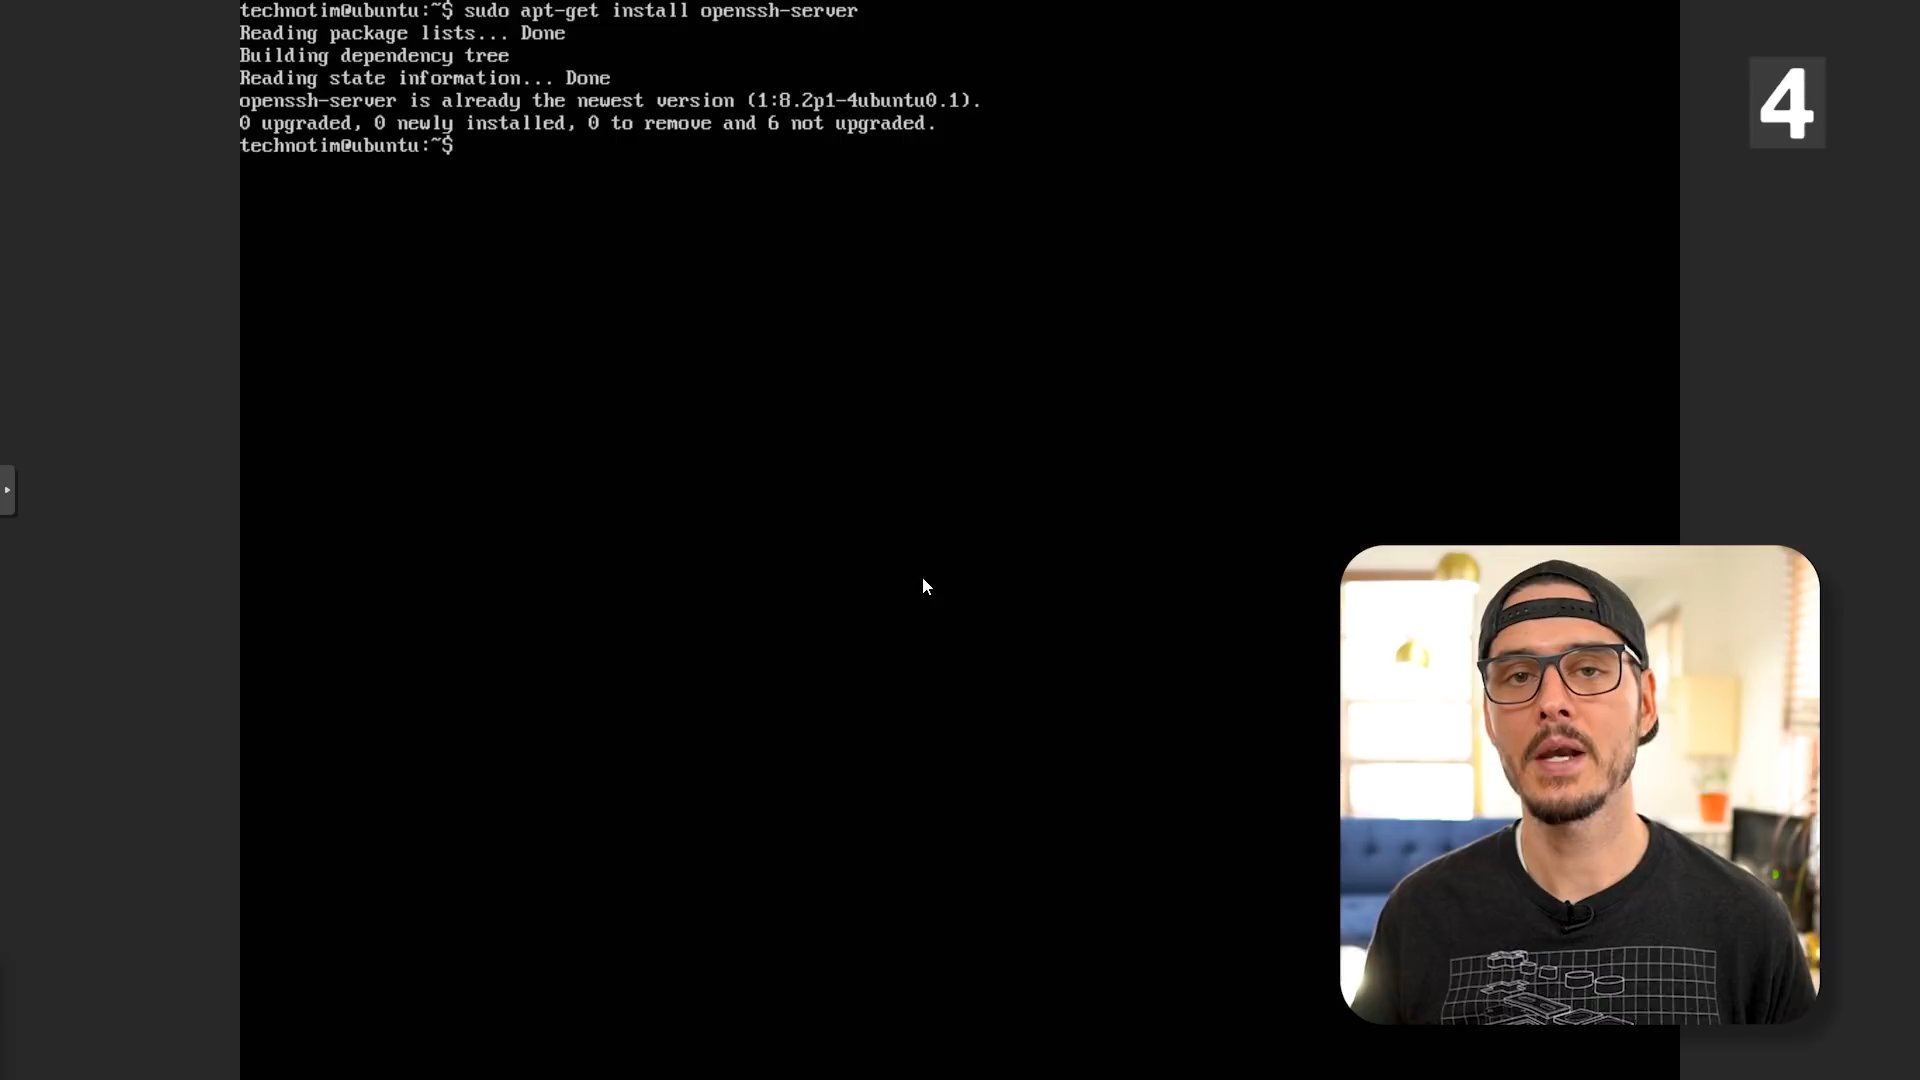 technotim@ubuntu:~$ sudo apt-get install openssh-server
Reading package lists... Done
Building dependency tree
Reading state information... Done
openssh-server is already the newest version (1:8.2p1-4ubuntu0.1).
0 upgraded, 0 newly installed, 0 to remove and 6 not upgraded.
technotim@ubuntu:~$
4